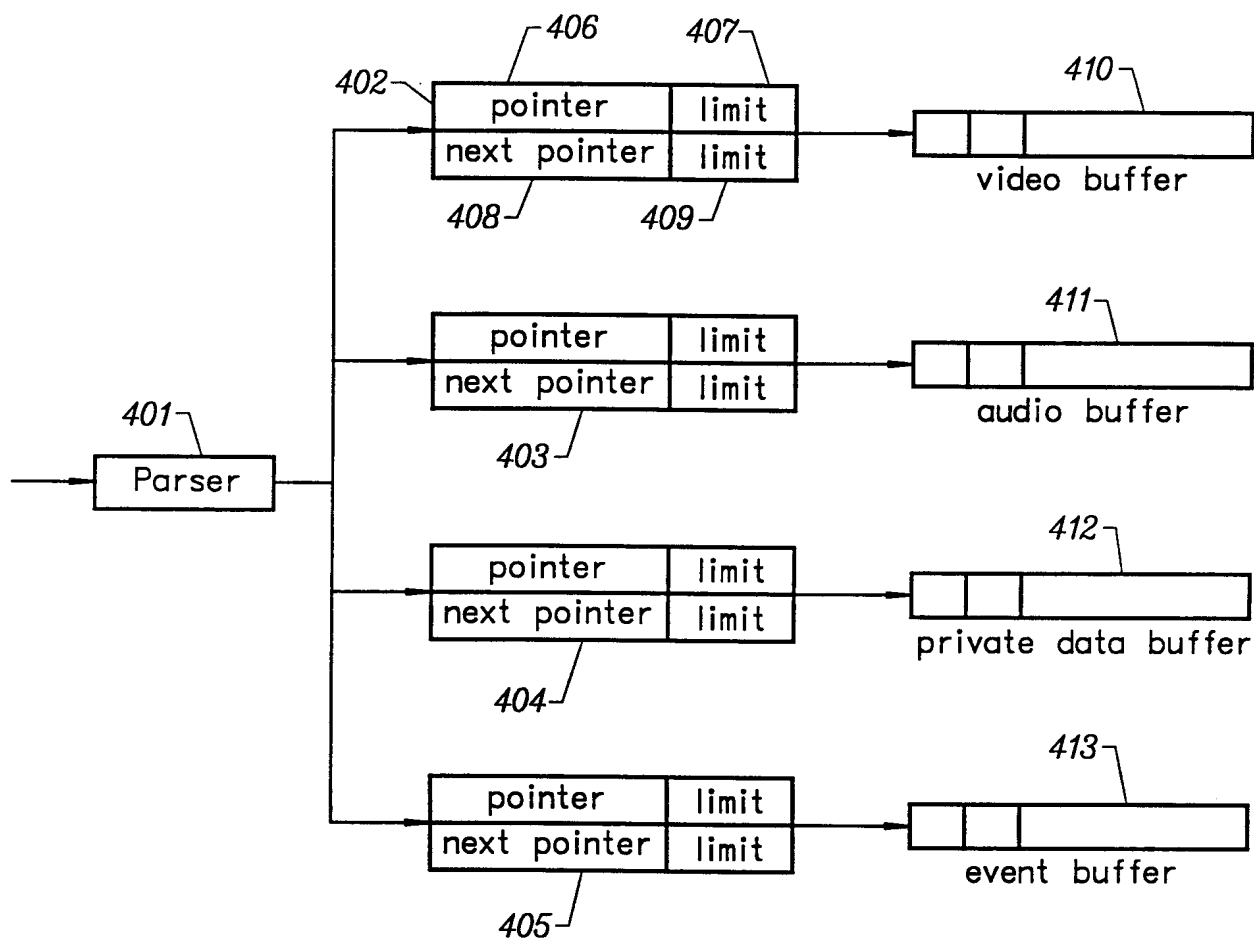 406
407
410
402
pointer limit
next pointer limit
video buffer
408
409
411
pointer limit
next pointer limit
audio buffer
401
403
Parser
412
pointer limit
next pointer limit
private data buffer
404
413
pointer limit
next pointer limit
event buffer
405